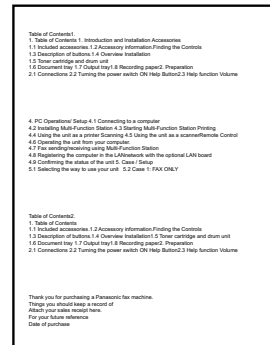 Table of Contents1.
1. Table of Contents 1. Introduction and Installation Accessories
1.1 Included accessories.1.2 Accessory information.Finding the Controls
1.3 Description of buttons.1.4 Overview Installation
1.5 Toner cartridge and drum unit
1.6 Document tray 1.7 Output tray1.8 Recording paper2. Preparation
2.1 Connections 2.2 Turning the power switch ON Help Button2.3 Help function Volume
4. PC Operations/ Setup 4.1 Connecting to a computer
4.2 Installing Multi-Function Station 4.3 Starting Multi-Function Station Printing
4.4 Using the unit as a printer Scanning 4.5 Using the unit as a scannerRemote Control
4.6 Operating the unit from your computer.
4.7 Fax sending/receiving using Multi-Function Station
4.8 Registering the computer in the LANnetwork with the optional LAN board
4.9 Confirming the status of the unit 5. Case / Setup
5.1 Selecting the way to use your unit 5.2 Case 1: FAX ONLY
Table of Contents2.
1. Table of Contents
1.1 Included accessories.1.2 Accessory information.Finding the Controls
1.3 Description of buttons.1.4 Overview Installation1.5 Toner cartridge and drum unit
1.6 Document tray 1.7 Output tray1.8 Recording paper2. Preparation
2.1 Connections 2.2 Turning the power switch ON Help Button2.3 Help function Volume
Thank you for purchasing a Panasonic fax machine.
Things you should keep a record of
Attach your sales receipt here.
For your future reference
Date of purchase